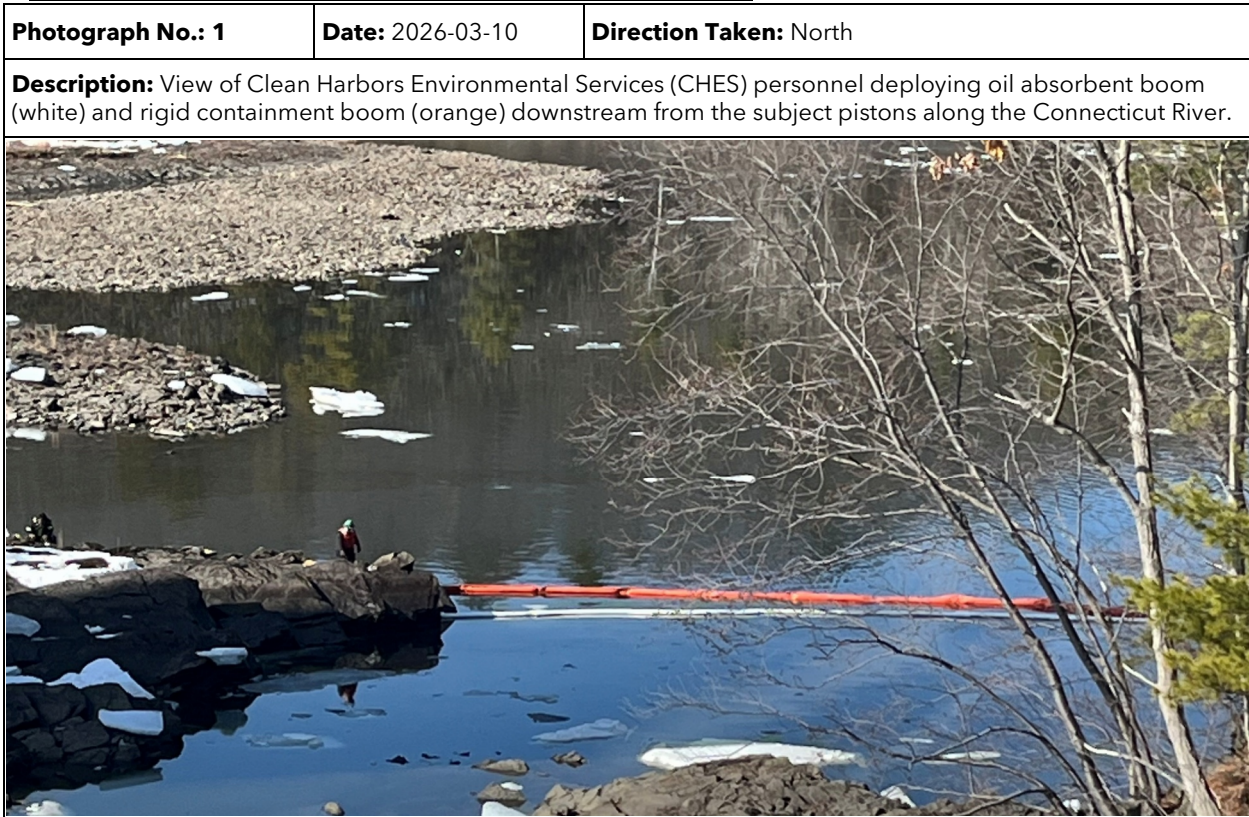 Photograph No.: 1
Date: 2026-03-10
Direction Taken: North
Description: View of Clean Harbors Environmental Services (CHES) personnel deploying oil absorbent boom
(white) and rigid containment boom (orange) downstream from the subject pistons along the Connecticut River.